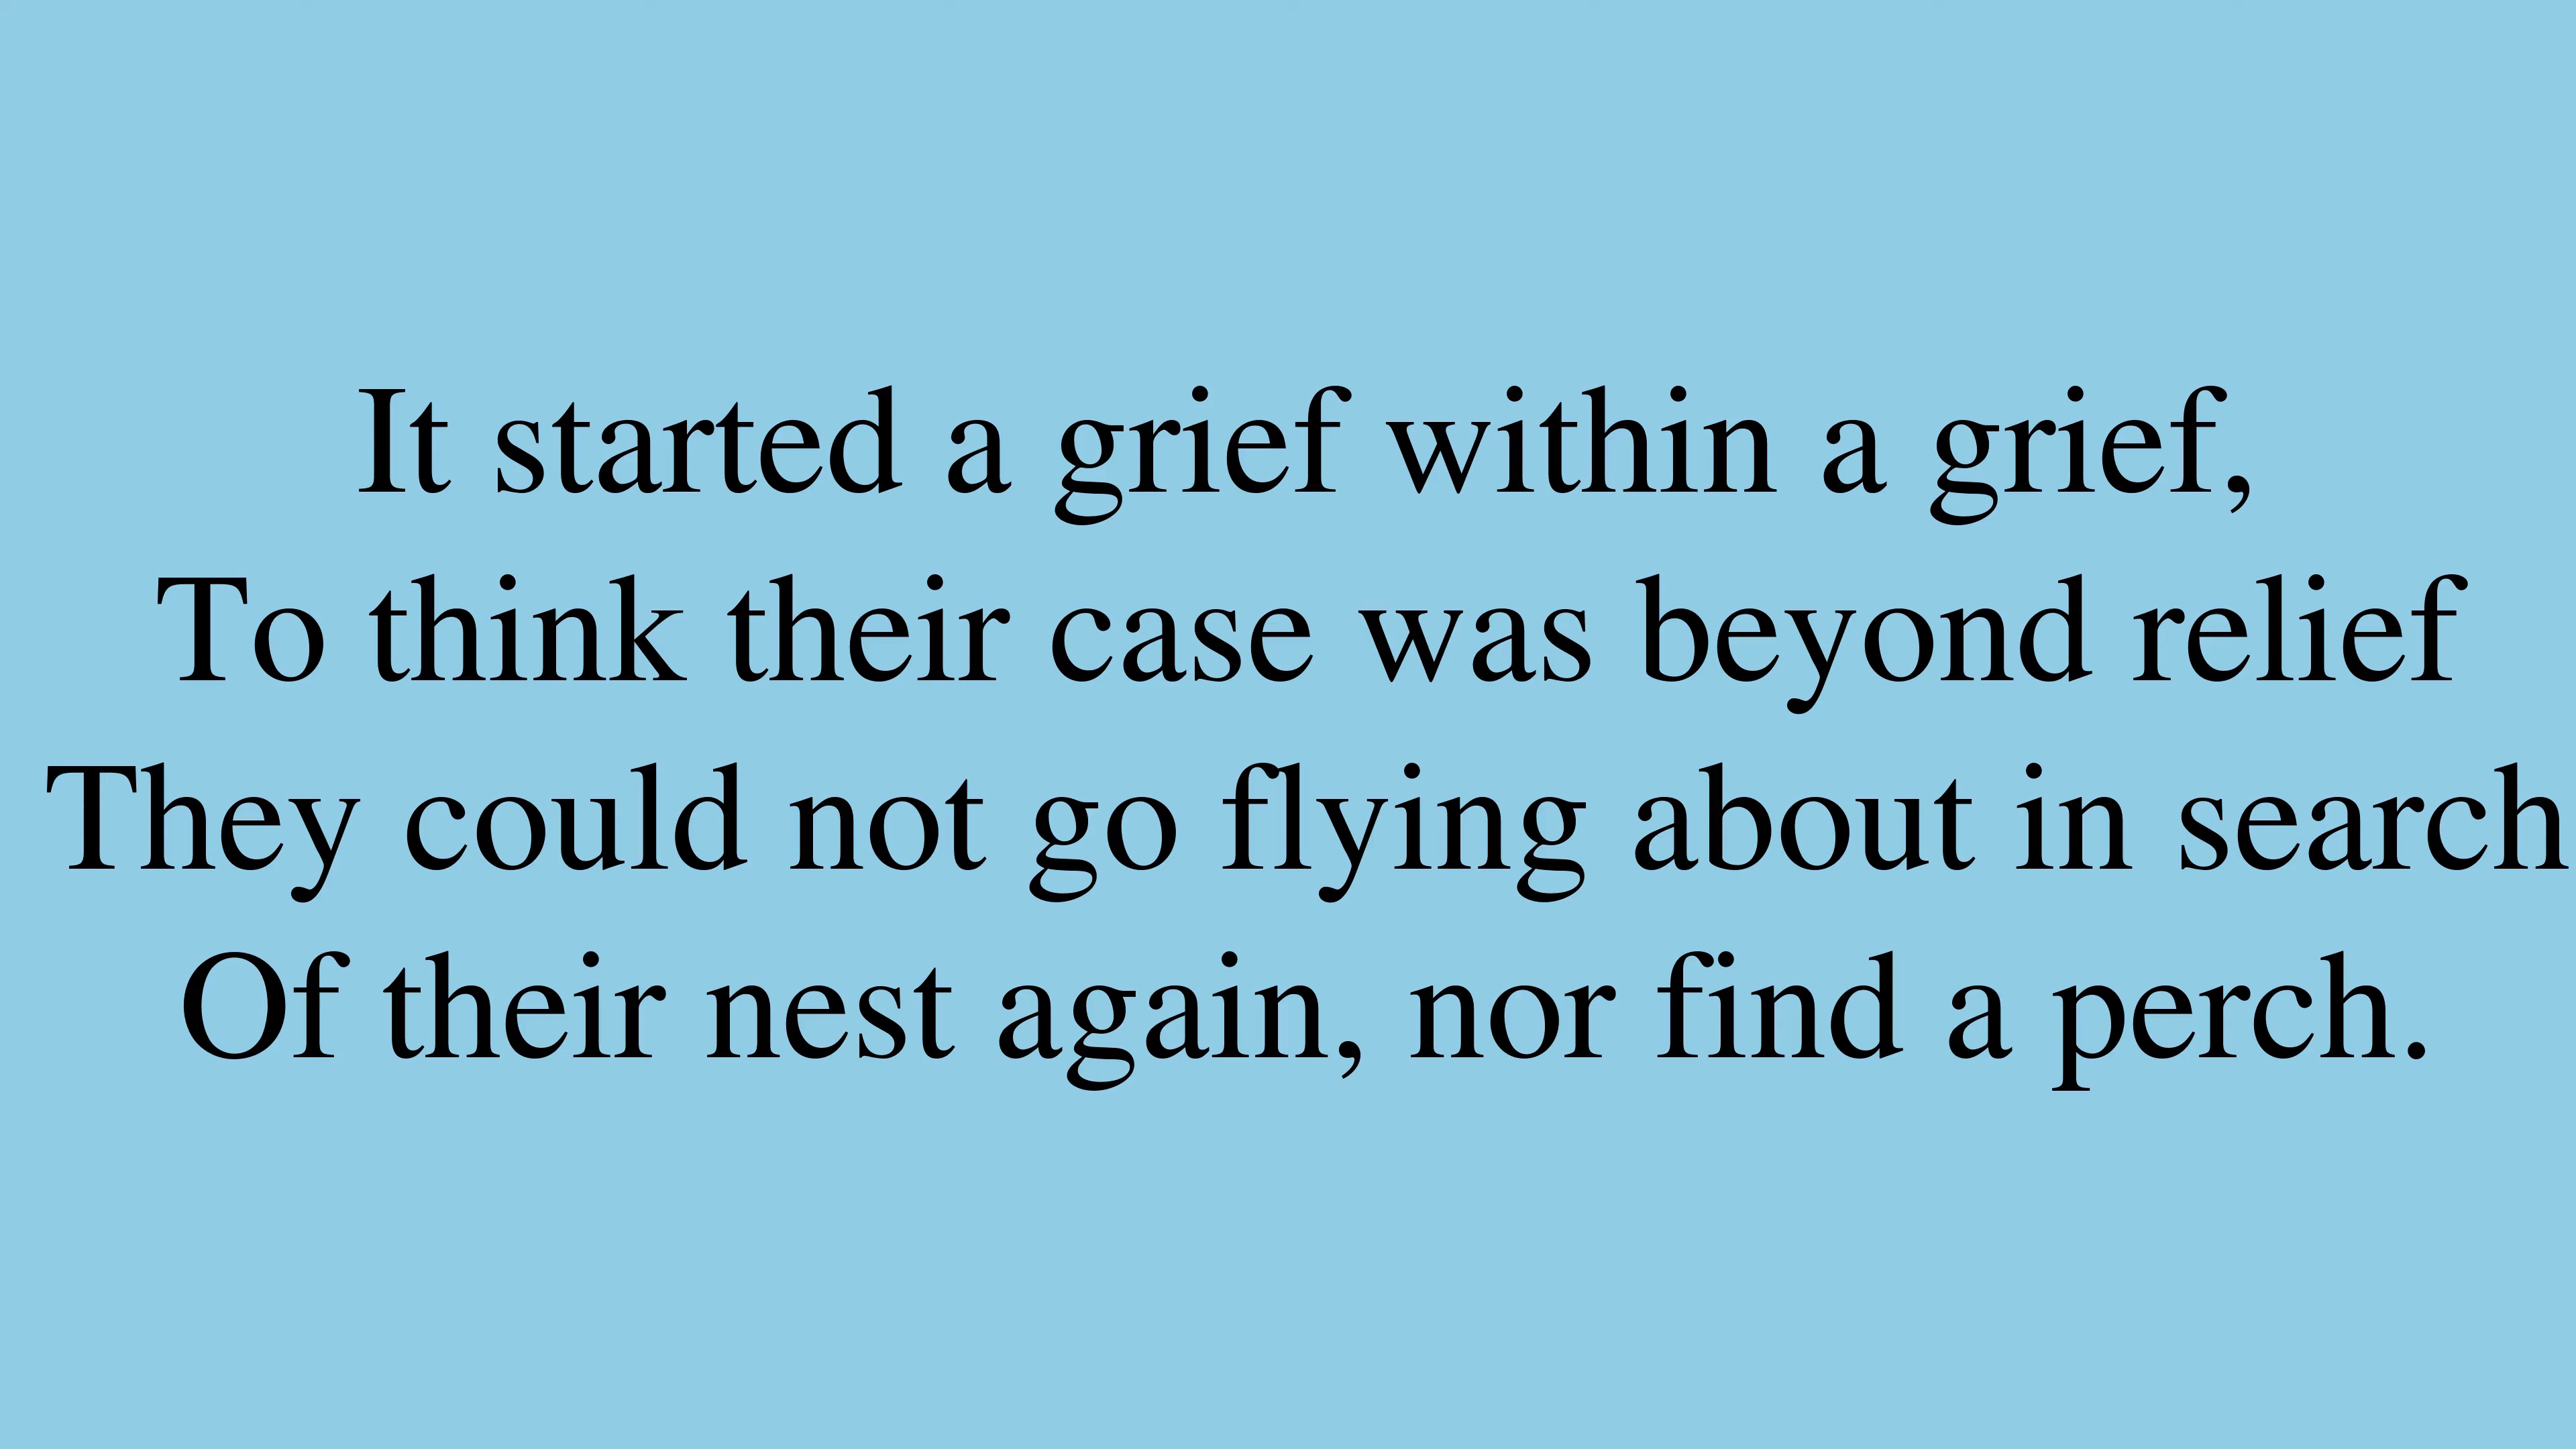 It started a grief within a grief,
To think their case was beyond relief
They could not go flying about in search
Of their nest again, nor find a perch.